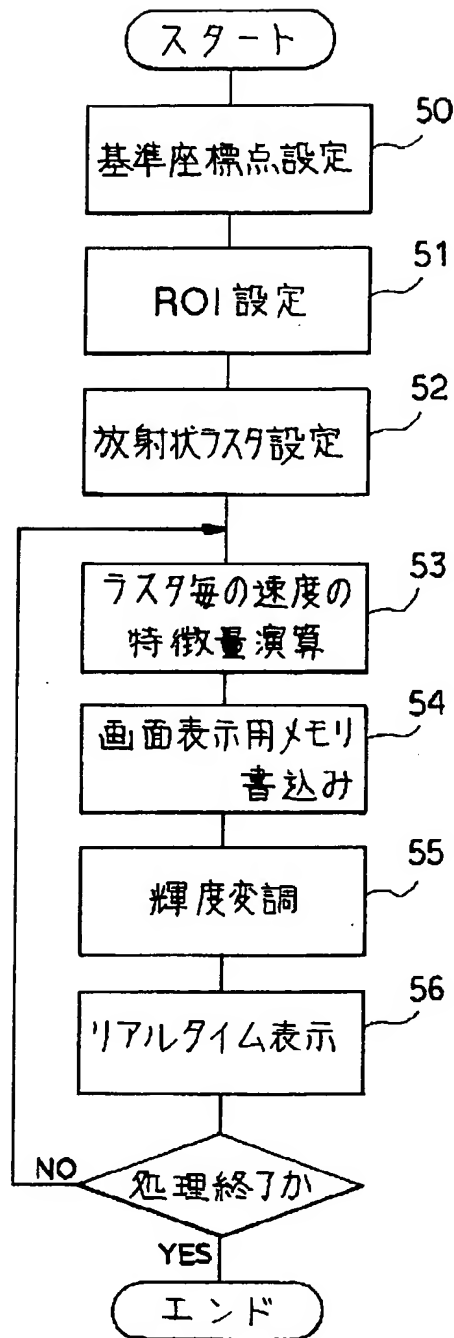 スタート
50
基準座標点設定
51
ROI設定
52
放射状ラスタ設定
53
ラスタ毎の速度の
特徴量演算
54
画面表示用メモリ
書込み
55
輝度変調
56
リアルタイム表示
NO
処理終了か
YES
エンド